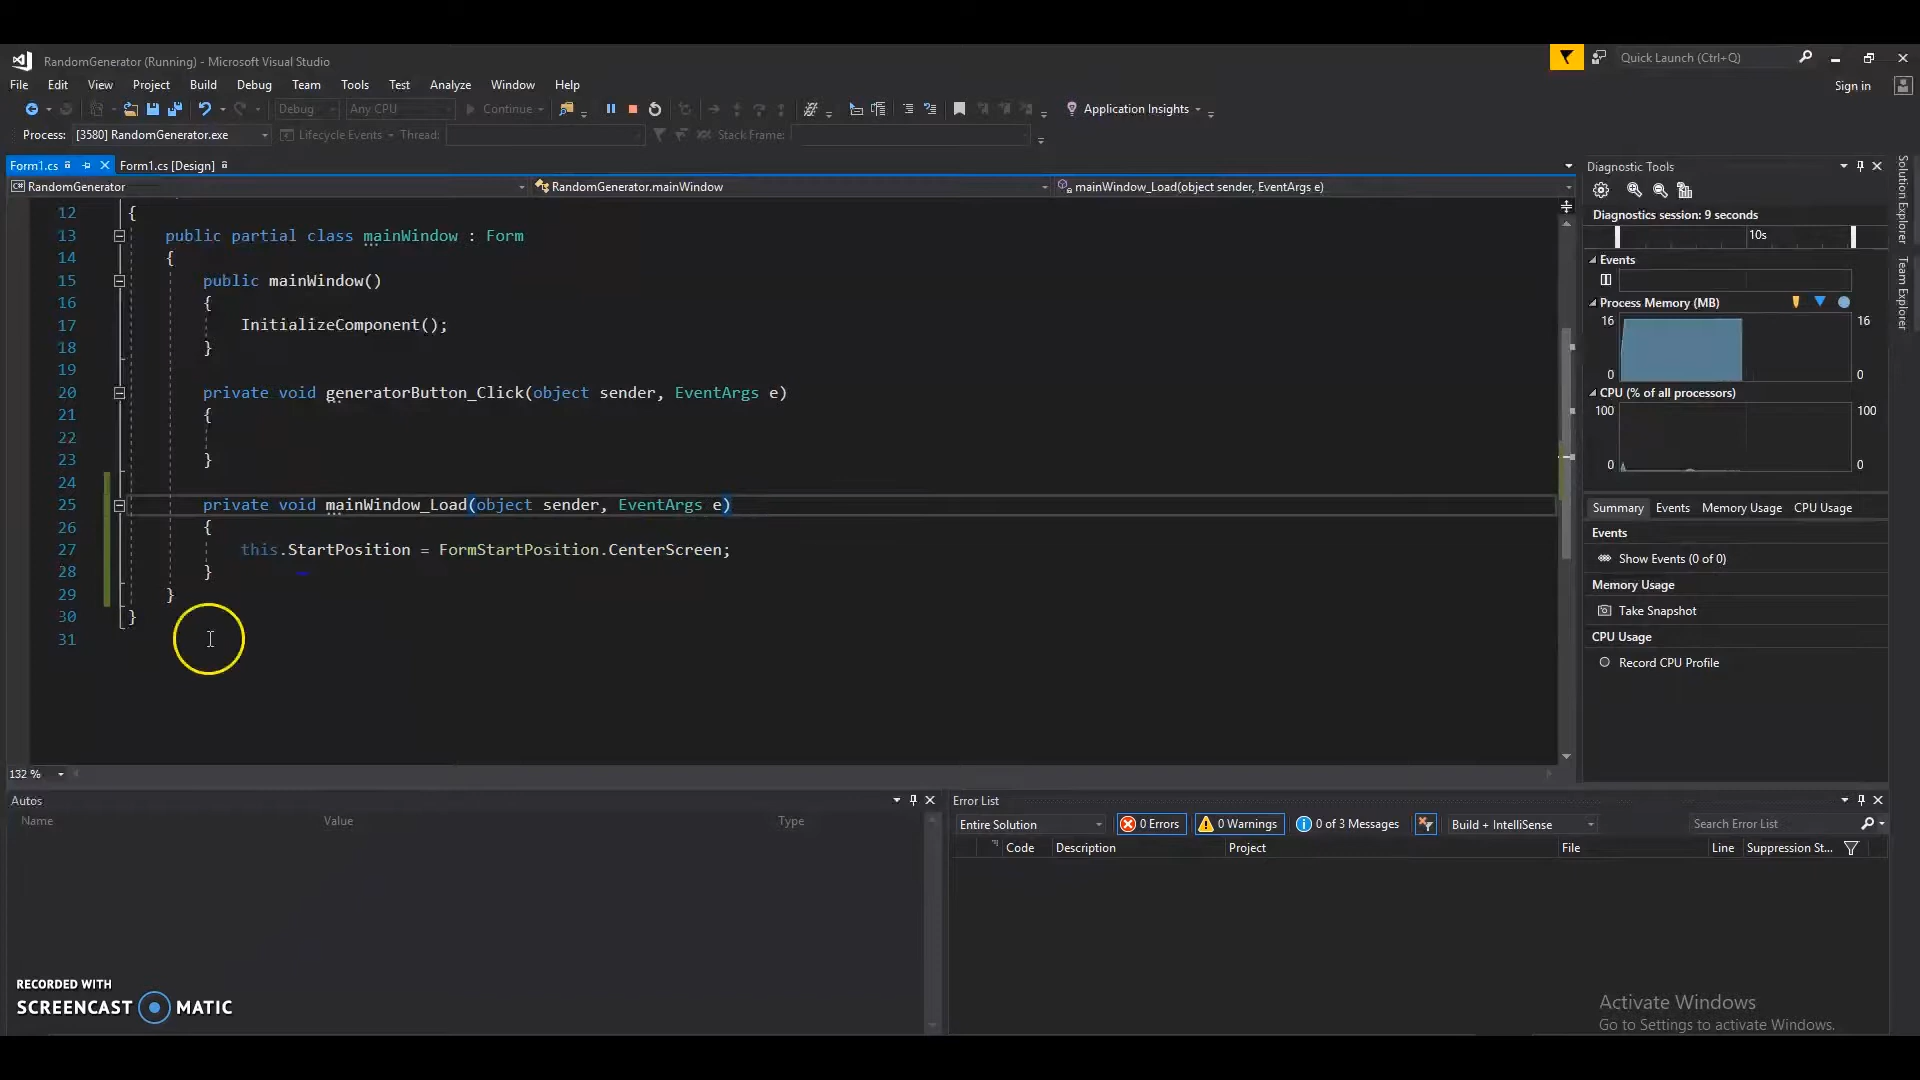 RandomGenerator (Running) - Microsoft Visual Studio
Quick Launch (Ctrl+Q)
File Edit View Project Build Debug Team Tools Test Analyze Window Help
Sign in
Debug Any CPU Continue Application Insights
Process: [3580] RandomGenerator.exe Lifecycle Events Thread: Stack Frame:
Form1.cs Form1.cs [Design]
RandomGenerator RandomGenerator.mainWindow mainWindow_Load(object sender, EventArgs e)
12 {
13 public partial class mainWindow : Form
14 {
15 public mainWindow()
16 {
17 InitializeComponent();
18 }
19
20 private void generatorButton_Click(object sender, EventArgs e)
21 {
22
23 }
24
25 private void mainWindow_Load(object sender, EventArgs e)
26 {
27 this.StartPosition = FormStartPosition.CenterScreen;
28 }
29 }
30 }
31
132 %
Diagnostic Tools
Diagnostics session: 9 seconds
10s
Events
Process Memory (MB)
16 16
0 0
CPU (% of all processors)
100 100
0 0
Summary Events Memory Usage CPU Usage
Events
Show Events (0 of 0)
Memory Usage
Take Snapshot
CPU Usage
Record CPU Profile
Solution Explorer
Team Explorer
Autos
Name Value Type
Error List
Entire Solution 0 Errors 0 Warnings 0 of 3 Messages Build + IntelliSense Search Error List
Code Description Project File Line Suppression St...
RECORDED WITH
SCREENCAST MATIC
Activate Windows
Go to Settings to activate Windows.